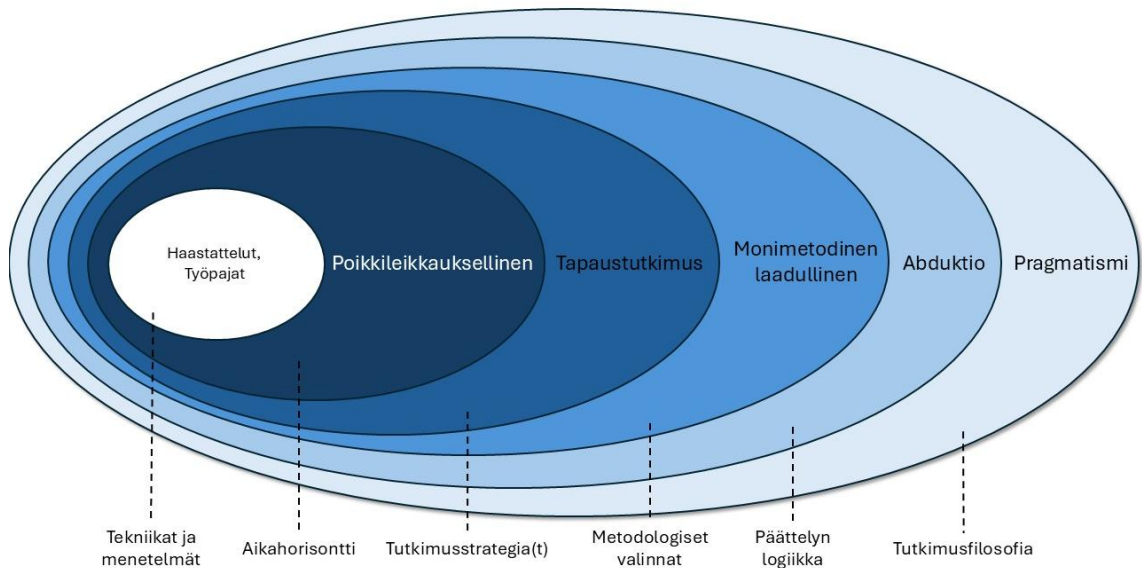 Haastattelut,
Työpajat
Poikkileikkauksellinen
Tapaustutkimus
Monimetodinen
laadullinen
Abduktio
Pragmatismi
Tekniikat ja
menetelmät
Aikahorisontti
Tutkimusstrategia(t)
Metodologiset
valinnat
Päättelyn
logiikka
Tutkimusfilosofia